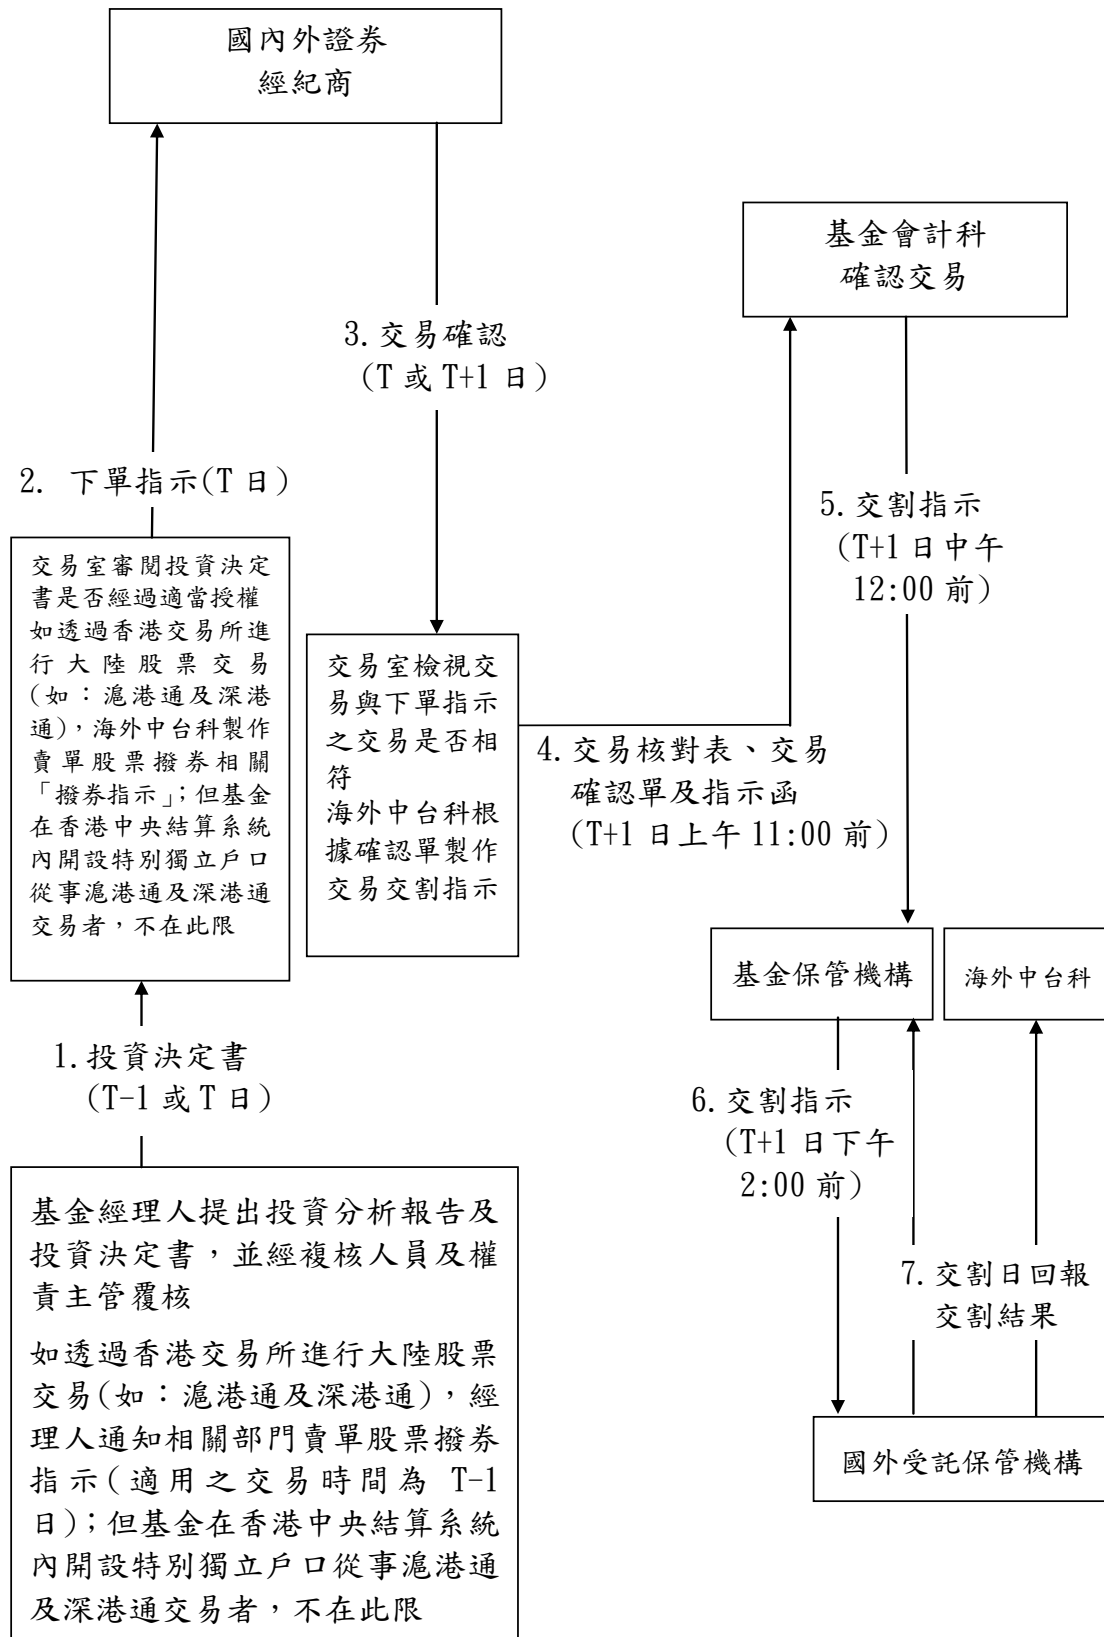 國內外證券
經紀商
基金會計科
確認交易
3.交易確認
(T 或 T+1 日)
2. 下單指示(T 日)
5.交割指示
(T+1 日中午
12:00 前)
交易室審閱投資決定
書是否經過適當授權
如透過香港交易所進
行大陸股票交易
(如：滬港通及深港
通)，海外中台科製作
賣單股票撥券相關
「撥券指示」；但基金
在香港中央結算系統
內開設特別獨立戶口
從事滬港通及深港通
交易者，不在此限
交易室檢視交
易與下單指示
之交易是否相
符
海外中台科根
據確認單製作
交易交割指示
4.交易核對表、交易
確認單及指示函
(T+1 日上午 11:00 前)
基金保管機構
海外中台科
1.投資決定書
(T-1 或 T 日)
6.交割指示
(T+1 日下午
2:00 前)
基金經理人提出投資分析報告及
投資決定書，並經複核人員及權
責主管覆核
如透過香港交易所進行大陸股票
交易(如：滬港通及深港通)，經
理人通知相關部門賣單股票撥券
指示(適用之交易時間為 T-1
日)；但基金在香港中央結算系統
內開設特別獨立戶口從事滬港通
及深港通交易者，不在此限
7.交割日回報
交割結果
國外受託保管機構